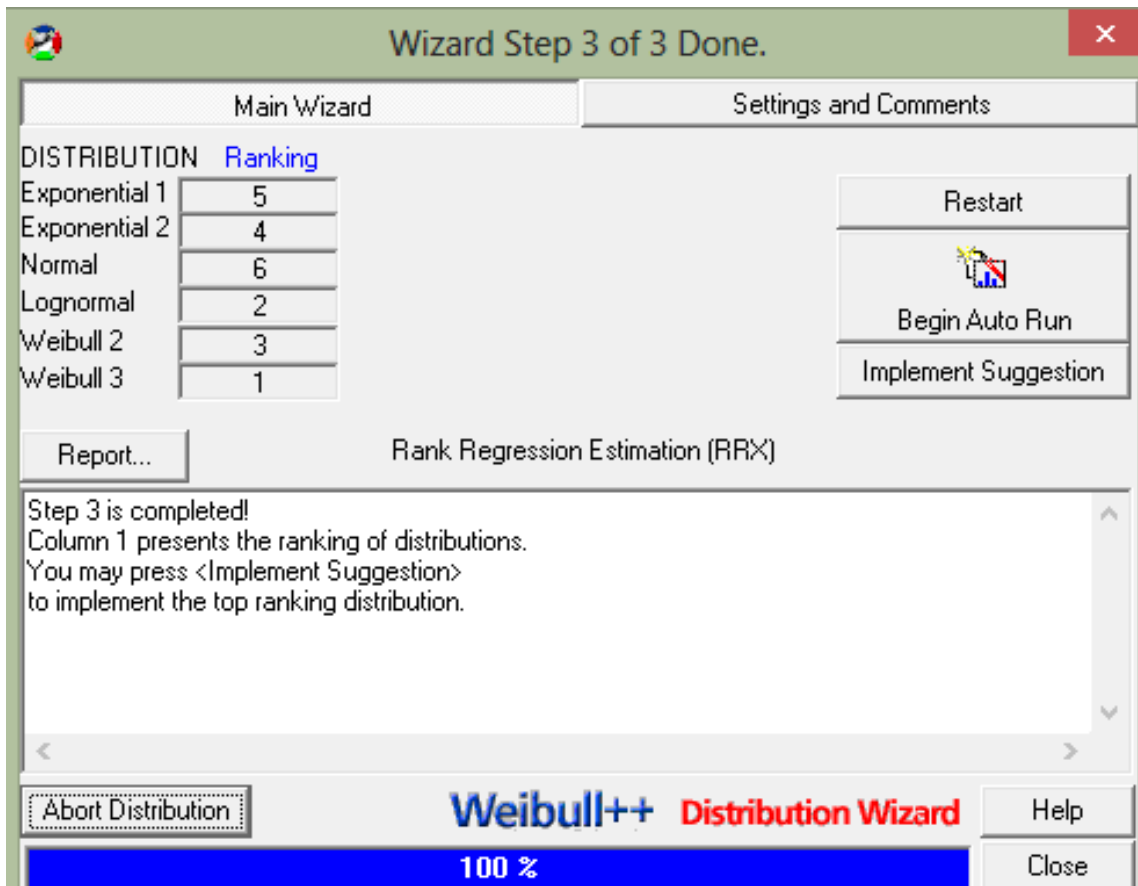 Wizard Step 3 of 3 Done.
Main Wizard
Settings and Comments
DISTRIBUTION Ranking
Exponential 1 5
Exponential 2 4
Normal 6
Lognormal 2
Weibull 2 3
Weibull 3 1
Restart
Begin Auto Run
Implement Suggestion
Report...
Rank Regression Estimation (RRX)
Step 3 is completed!
Column 1 presents the ranking of distributions.
You may press <Implement Suggestion>
to implement the top ranking distribution.
Abort Distribution
Weibull++ Distribution Wizard
Help
100 %
Close